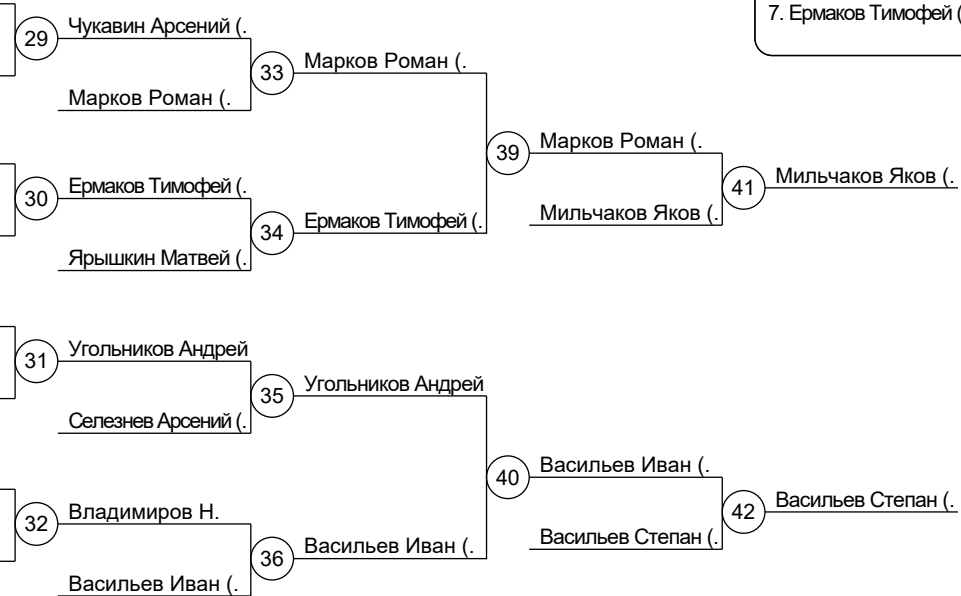 7. Ермаков Тимофей (
29
Чукавин Арсений (.
33
Марков Роман (.
Марков Роман (.
39
Марков Роман (.
30
Ермаков Тимофей (.
34
Ермаков Тимофей (.
Ярышкин Матвей (.
Мильчаков Яков (.
41
Мильчаков Яков (.
31
Угольников Андрей
35
Угольников Андрей
Селезнев Арсений (.
40
Васильев Иван (.
32
Владимиров Н.
36
Васильев Иван (.
Васильев Иван (.
Васильев Степан (.
42
Васильев Степан (.